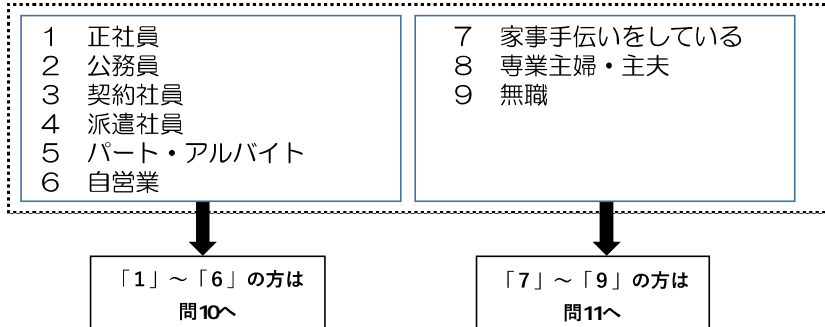 1 正社員
2 公務員
3 契約社員
4 派遣社員
5 パート・アルバイト
6 自営業
7 家事手伝いをしている
8 専業主婦・主夫
9 無職
「1」～「6」の方は
問10へ
「7」～「9」の方は
問11へ